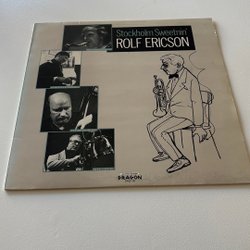 Stockholm Sweetnin'
ROLF ERICSON
DRAGON